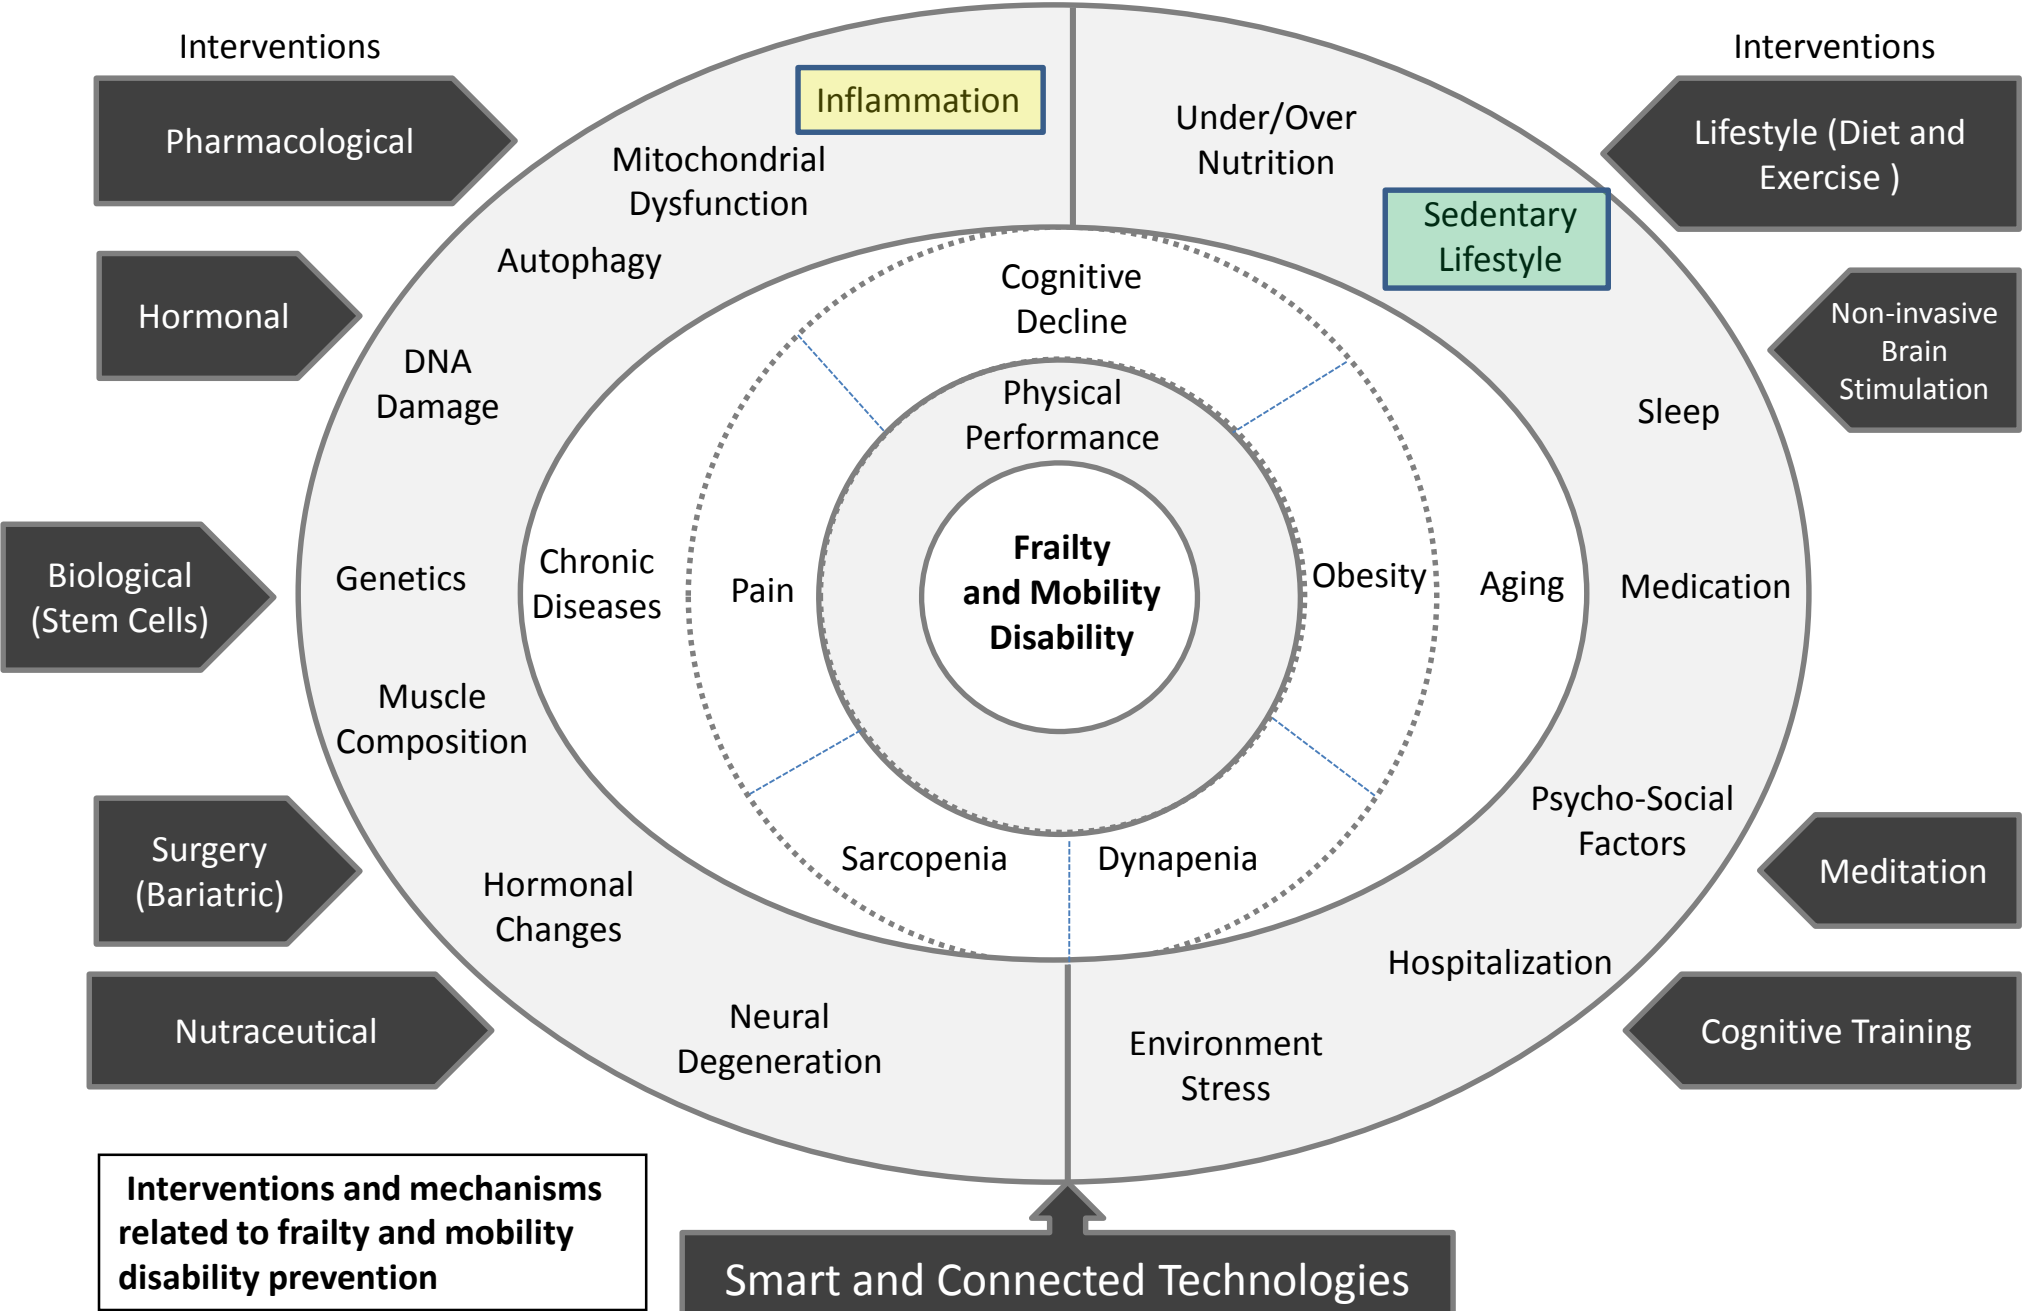 Interventions
Pharmacological
Hormonal
Biological
(Stem Cells)
Surgery
(Bariatric)
Nutraceutical
Inflammation
Mitochondrial
Dysfunction
Autophagy
DNA
Damage
Genetics
Muscle
Composition
Hormonal
Changes
Neural
Degeneration
Chronic
Diseases
Pain
Cognitive
Decline
Physical
Performance
Frailty
and Mobility
Disability
Obesity
Aging
Sarcopenia
Dynapenia
Under/Over
Nutrition
Sedentary
Lifestyle
Sleep
Medication
Psycho-Social
Factors
Hospitalization
Environment
Stress
Interventions
Lifestyle (Diet and
Exercise )
Non-invasive
Brain
Stimulation
Meditation
Cognitive Training
Interventions and mechanisms
related to frailty and mobility
disability prevention
Smart and Connected Technologies